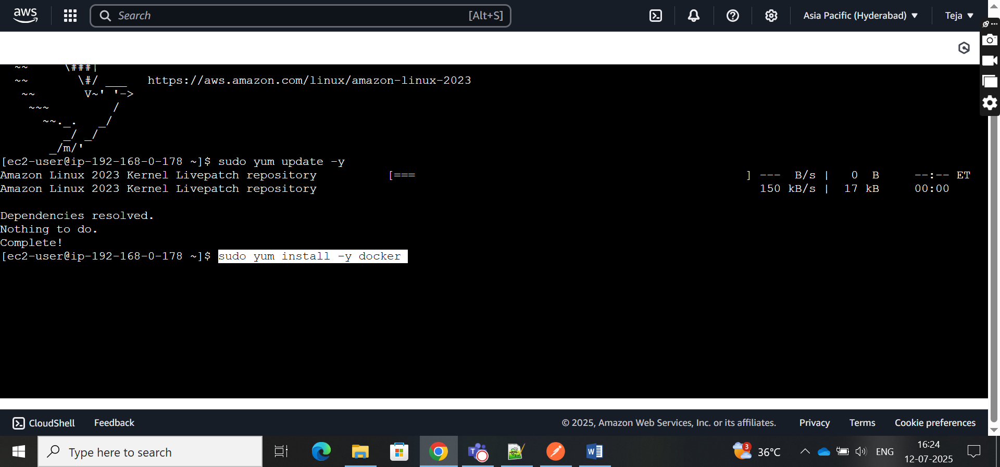 aws
Search
[Alt+S]
Asia Pacific (Hyderabad)
Teja
~~      \###|
~~       \#/ ___   https://aws.amazon.com/linux/amazon-linux-2023
~~       V~' '->
~~~         /
~~._.   _/
_/ _/
_/m/'
[ec2-user@ip-192-168-0-178 ~]$ sudo yum update -y
Amazon Linux 2023 Kernel Livepatch repository          [===                                               ] ---  B/s |   0  B     --:-- ET
Amazon Linux 2023 Kernel Livepatch repository                                                               150 kB/s |  17 kB     00:00
Dependencies resolved.
Nothing to do.
Complete!
[ec2-user@ip-192-168-0-178 ~]$ sudo yum install -y docker
CloudShell
Feedback
© 2025, Amazon Web Services, Inc. or its affiliates.
Privacy
Terms
Cookie preferences
Type here to search
3
36°C
ENG
16:24
12-07-2025